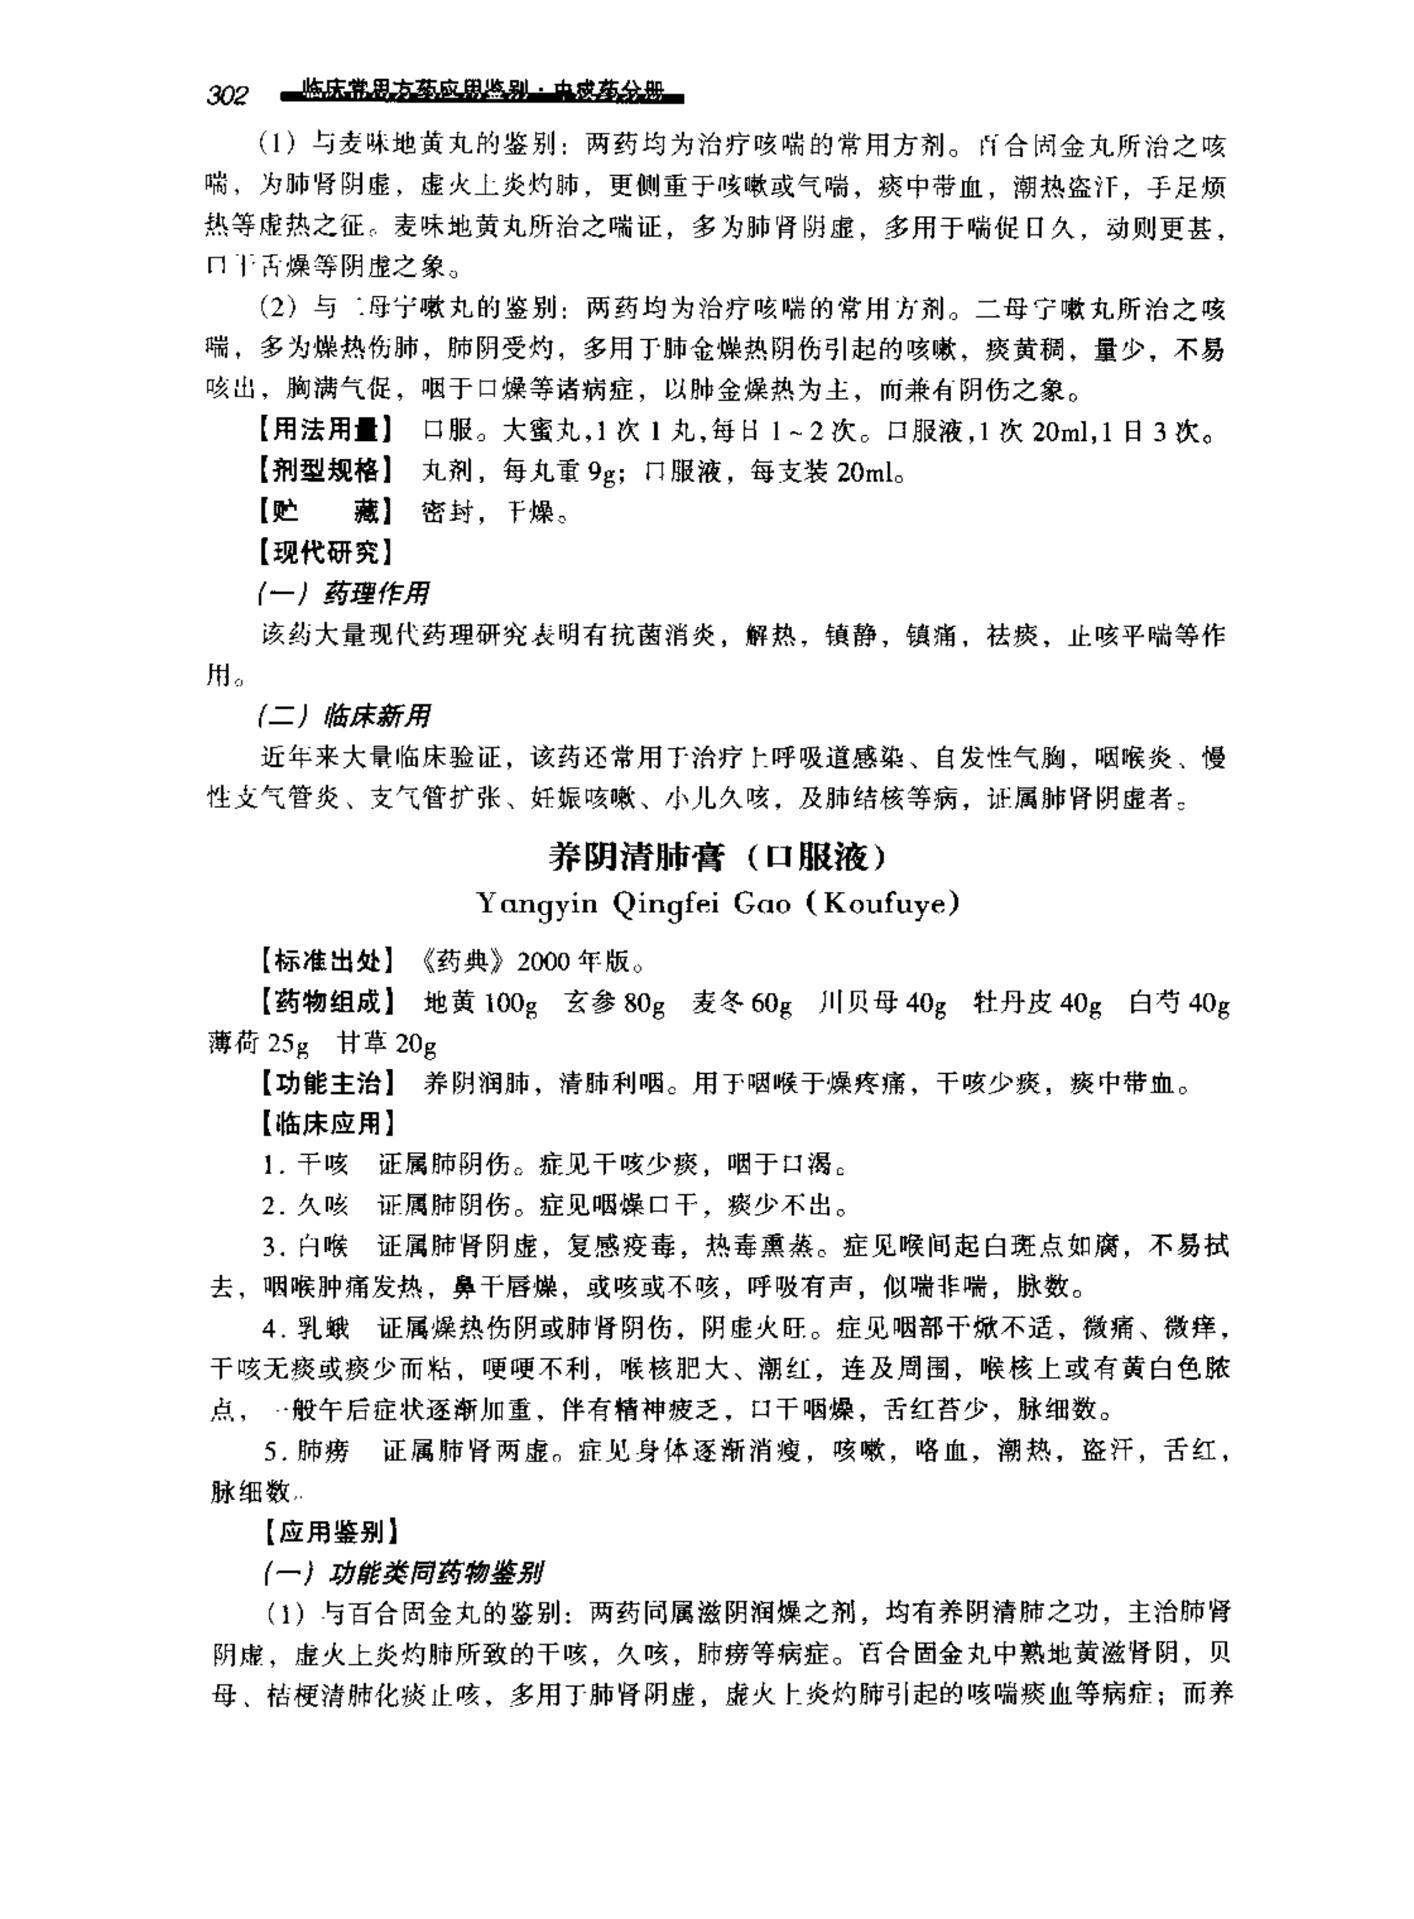 302 临床常用方药应用鉴别·中成药分册
(1) 与麦味地黄丸的鉴别：两药均为治疗咳喘的常用方剂。百合固金丸所治之咳
喘，为肺肾阴虚，虚火上炎灼肺，更侧重于咳嗽或气喘，痰中带血，潮热盗汗，手足烦
热等虚热之征。麦味地黄丸所治之喘证，多为肺肾阴虚，多用于喘促日久，动则更甚，
口干舌燥等阴虚之象。
(2) 与二母宁嗽丸的鉴别：两药均为治疗咳喘的常用方剂。二母宁嗽丸所治之咳
喘，多为燥热伤肺，肺阴受灼，多用于肺金燥热阴伤引起的咳嗽，痰黄稠，量少，不易
咳出，胸满气促，咽干口燥等诸病症，以肺金燥热为主，而兼有阴伤之象。
【用法用量】 口服。大蜜丸,1次1丸,每日1~2次。口服液,1次20ml,1日3次。
【剂型规格】 丸剂，每丸重9g；口服液，每支装20ml。
【贮　　藏】 密封，干燥。
【现代研究】
(一) 药理作用
该药大量现代药理研究表明有抗菌消炎，解热，镇静，镇痛，祛痰，止咳平喘等作
用。
(二) 临床新用
近年来大量临床验证，该药还常用于治疗上呼吸道感染、自发性气胸，咽喉炎、慢
性支气管炎、支气管扩张、妊娠咳嗽、小儿久咳，及肺结核等病，证属肺肾阴虚者。
养阴清肺膏（口服液）
Yangyin Qingfei Gao (Koufuye)
【标准出处】 《药典》2000年版。
【药物组成】 地黄100g　玄参80g　麦冬60g　川贝母40g　牡丹皮40g　白芍40g
薄荷25g　甘草20g
【功能主治】 养阴润肺，清肺利咽。用于咽喉干燥疼痛，干咳少痰，痰中带血。
【临床应用】
1. 干咳　证属肺阴伤。症见干咳少痰，咽干口渴。
2. 久咳　证属肺阴伤。症见咽燥口干，痰少不出。
3. 白喉　证属肺肾阴虚，复感疫毒，热毒熏蒸。症见喉间起白斑点如腐，不易拭
去，咽喉肿痛发热，鼻干唇燥，或咳或不咳，呼吸有声，似喘非喘，脉数。
4. 乳蛾　证属燥热伤阴或肺肾阴伤，阴虚火旺。症见咽部干焮不适，微痛、微痒，
干咳无痰或痰少而粘，哽哽不利，喉核肥大、潮红，连及周围，喉核上或有黄白色脓
点，一般午后症状逐渐加重，伴有精神疲乏，口干咽燥，舌红苔少，脉细数。
5. 肺痨　证属肺肾两虚。症见身体逐渐消瘦，咳嗽，咯血，潮热，盗汗，舌红，
脉细数。
【应用鉴别】
(一) 功能类同药物鉴别
(1) 与百合固金丸的鉴别：两药同属滋阴润燥之剂，均有养阴清肺之功，主治肺肾
阴虚，虚火上炎灼肺所致的干咳，久咳，肺痨等病症。百合固金丸中熟地黄滋肾阴，贝
母、桔梗清肺化痰止咳，多用于肺肾阴虚，虚火上炎灼肺引起的咳喘痰血等病症；而养